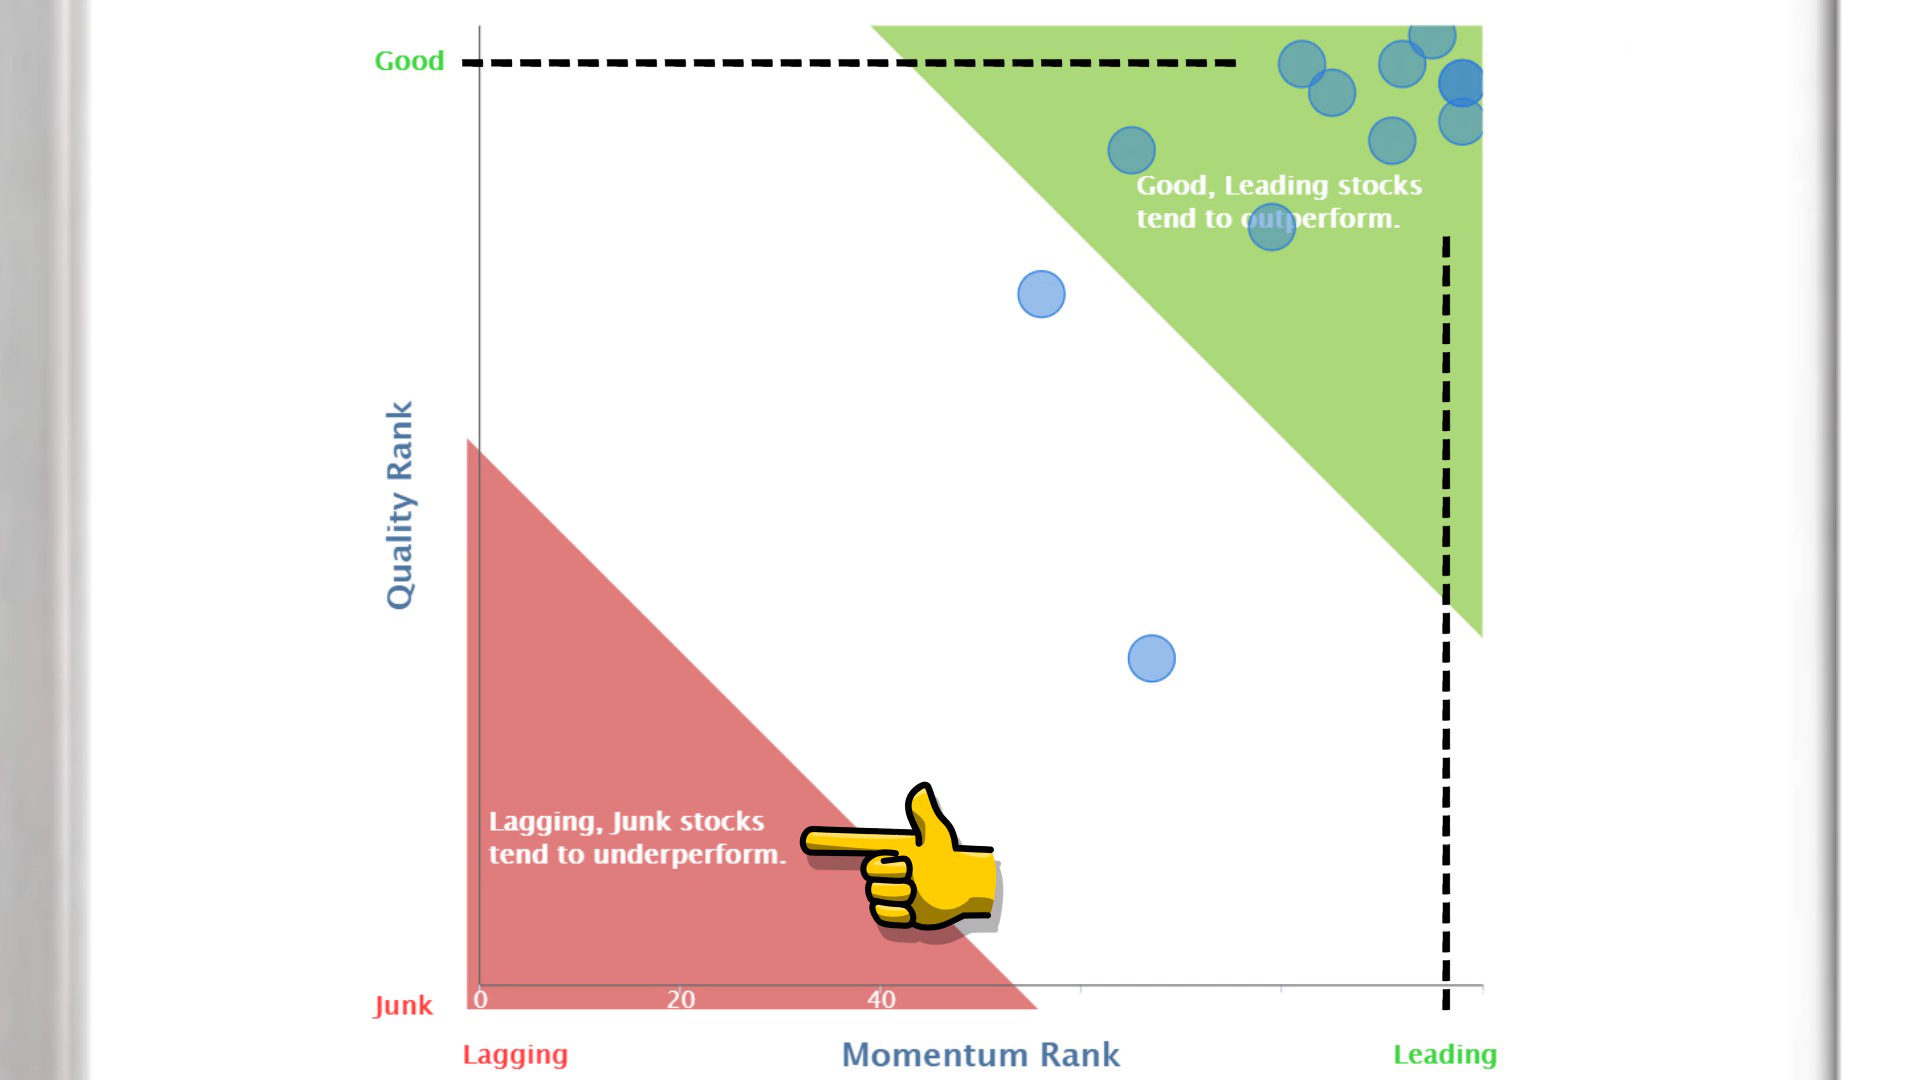 Good
Good, Leading stocks
tend to outperform.
Quality Rank
Lagging, Junk stocks
tend to underperform.
Junk
0
20
40
Lagging
Momentum Rank
Leading